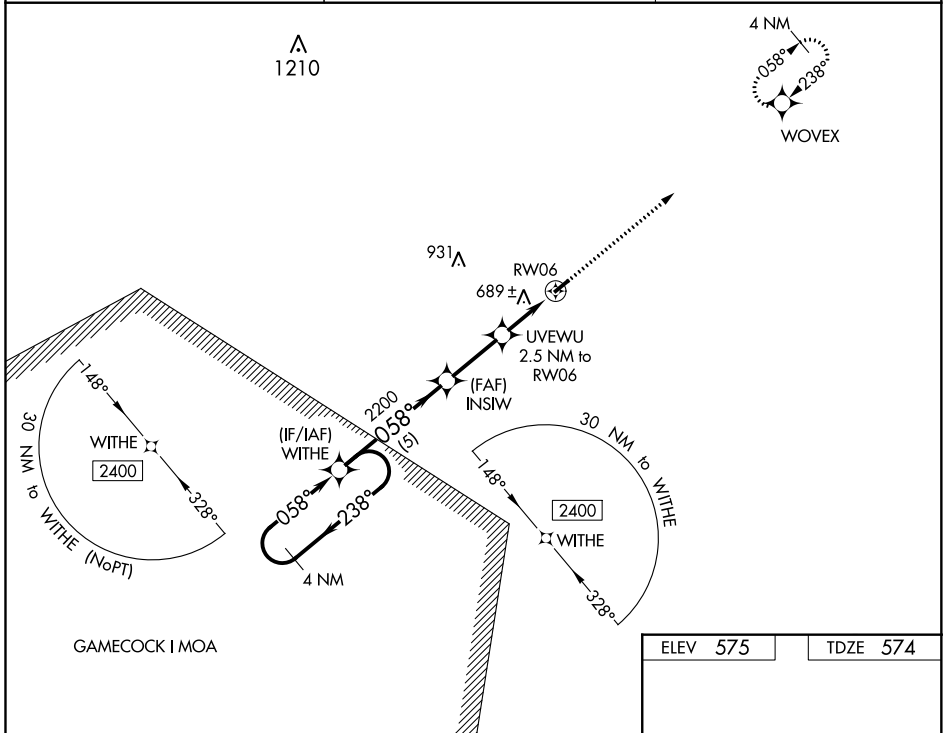 4 NM
058°
238°
WOVEX
1210
931
RW06
689 ±
UVEWU
2.5 NM to
RW06
(FAF)
INSIW
2200
058°
(5)
(IF/IAF)
WITHE
058°
238°
4 NM
148°
WITHE
2400
328°
30 NM to WITHE (NoPT)
30 NM to WITHE
148°
2400
WITHE
328°
GAMECOCK I MOA
ELEV 575
TDZE 574